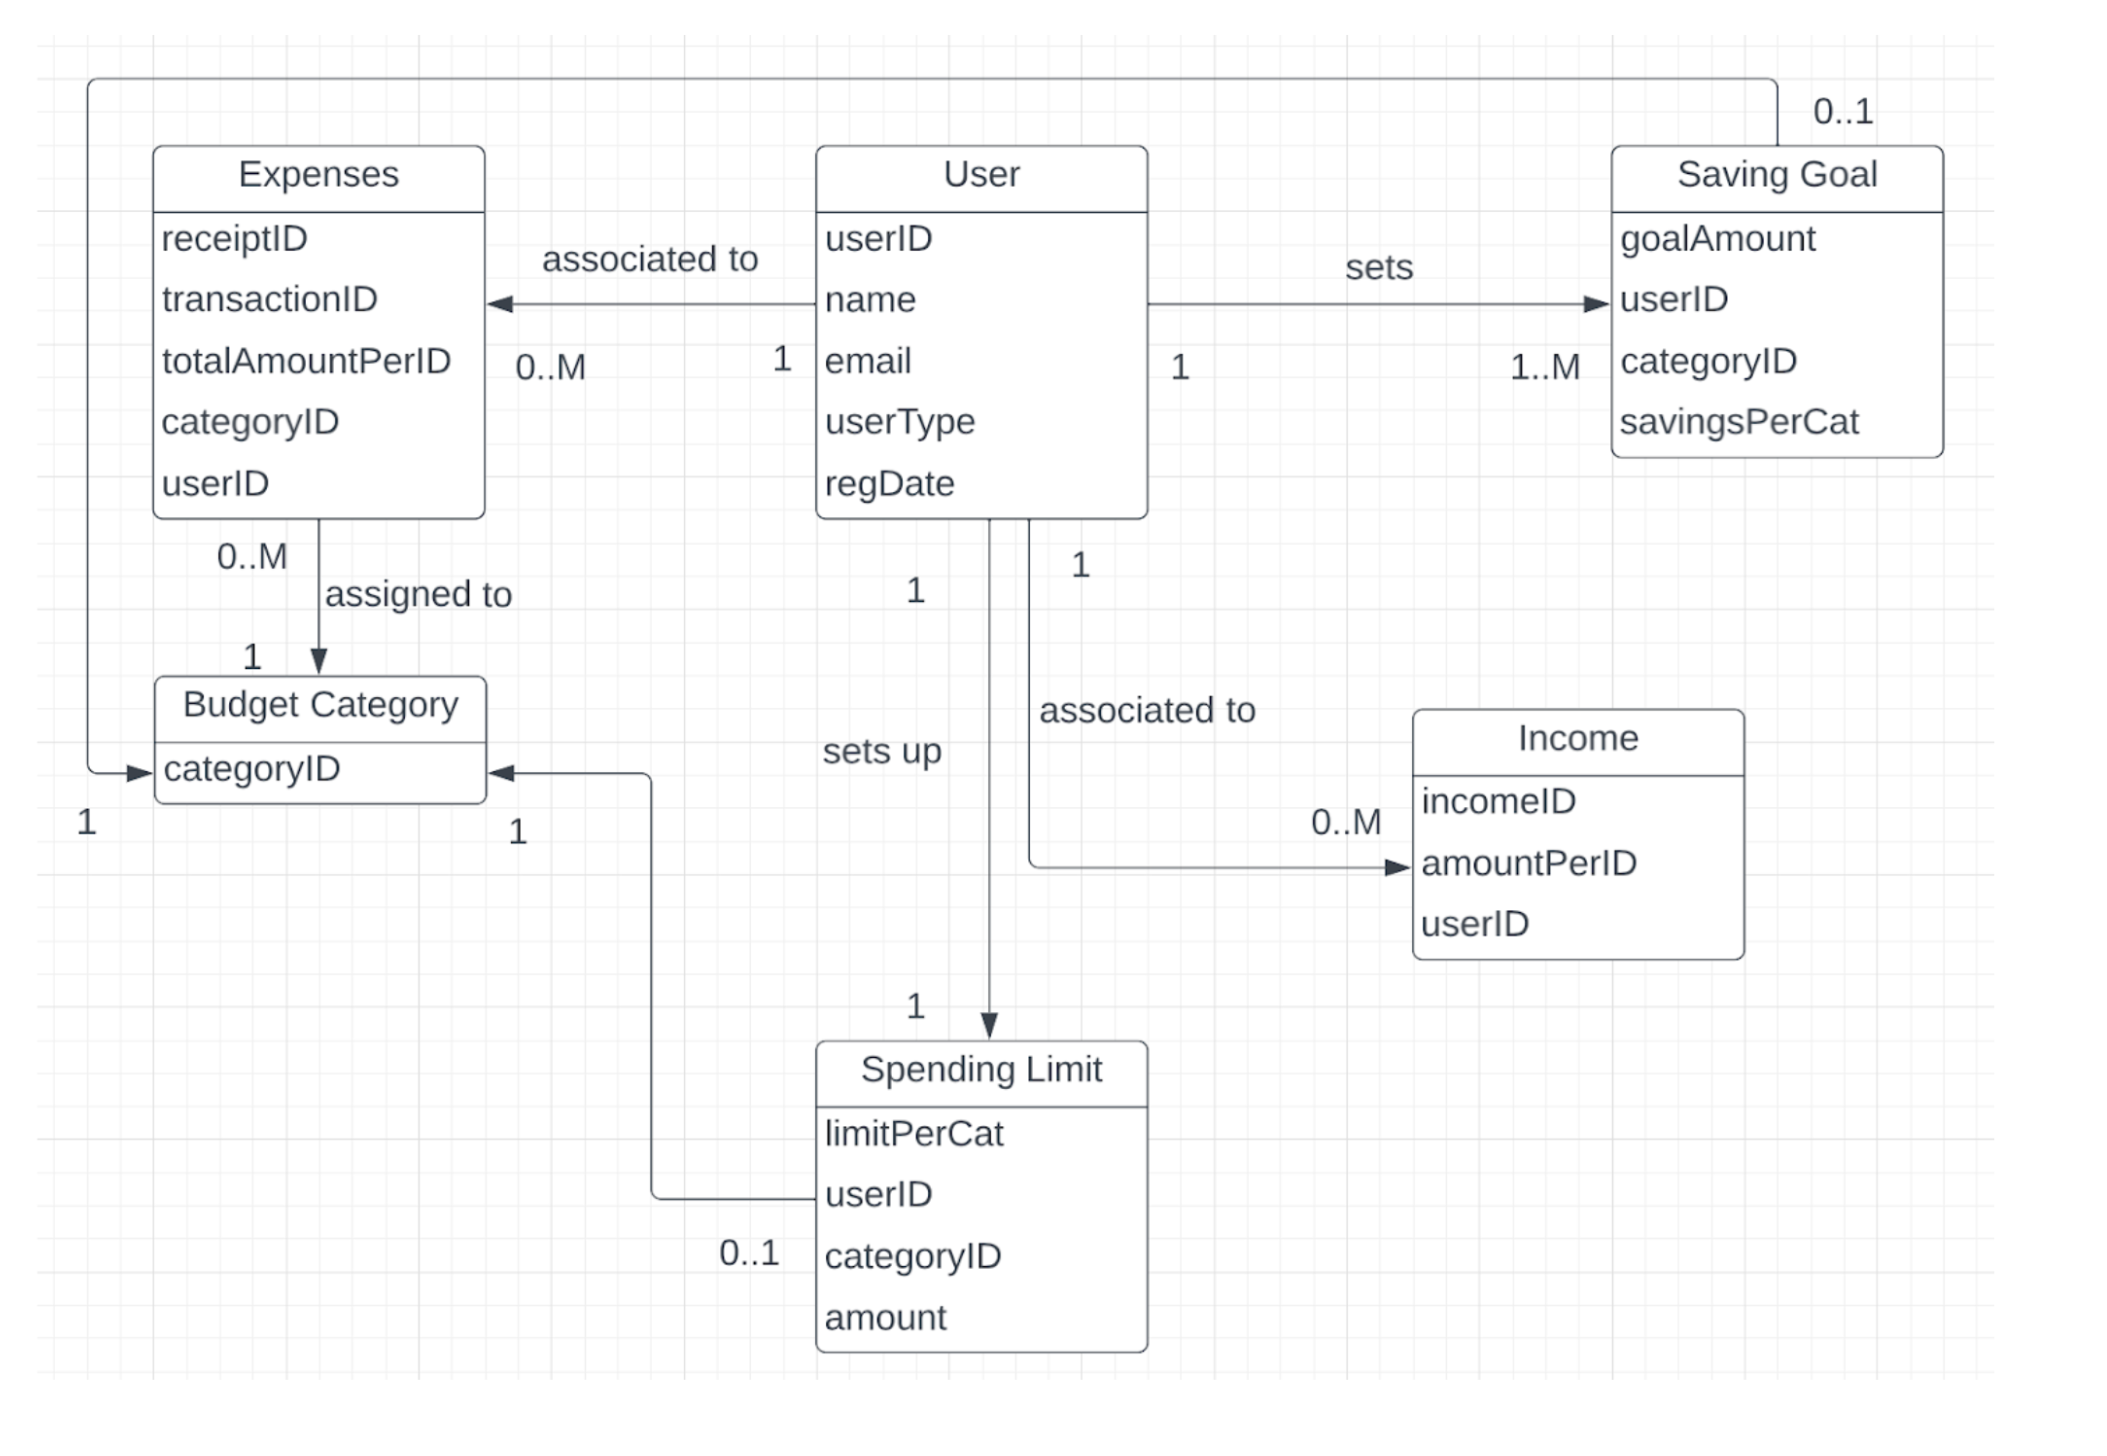 0..1
Expenses
receiptID
transactionID
totalAmountPerID
categoryID
userID
associated to
0..M
1
User
userID
name
email
userType
regDate
sets
1
1..M
Saving Goal
goalAmount
userID
categoryID
savingsPerCat
0..M
assigned to
1
Budget Category
categoryID
1
1
1
1
sets up
associated to
0..M
Income
incomeID
amountPerID
userID
1
Spending Limit
limitPerCat
userID
categoryID
amount
0..1